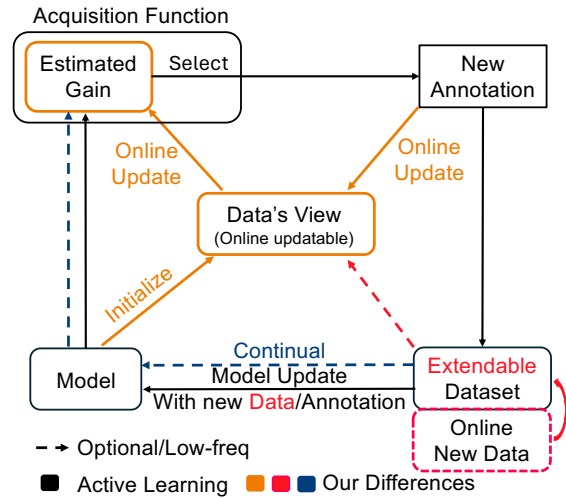 Acquisition Function
Estimated
Gain
Select
New
Annotation
Online
Update
Online
Update
Data's View
(Online updatable)
Initialize
Continual
Model
Model Update
With new Data/Annotation
Extendable
Dataset
Online
New Data
Optional/Low-freq
Active Learning
Our Differences